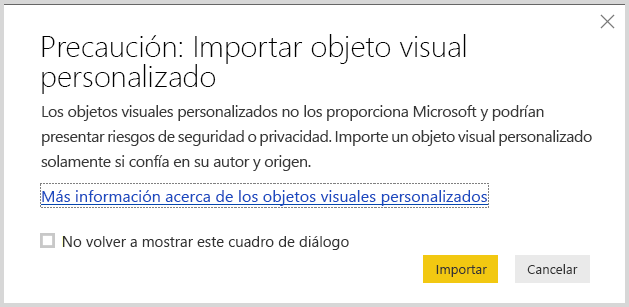 Precaución: Importar objeto visual
personalizado
Los objetos visuales personalizados no los proporciona Microsoft y podrían
presentar riesgos de seguridad o privacidad. Importe un objeto visual personalizado
solamente si confía en su autor y origen.
Más información acerca de los objetos visuales personalizados
No volver a mostrar este cuadro de diálogo
Importar Cancelar